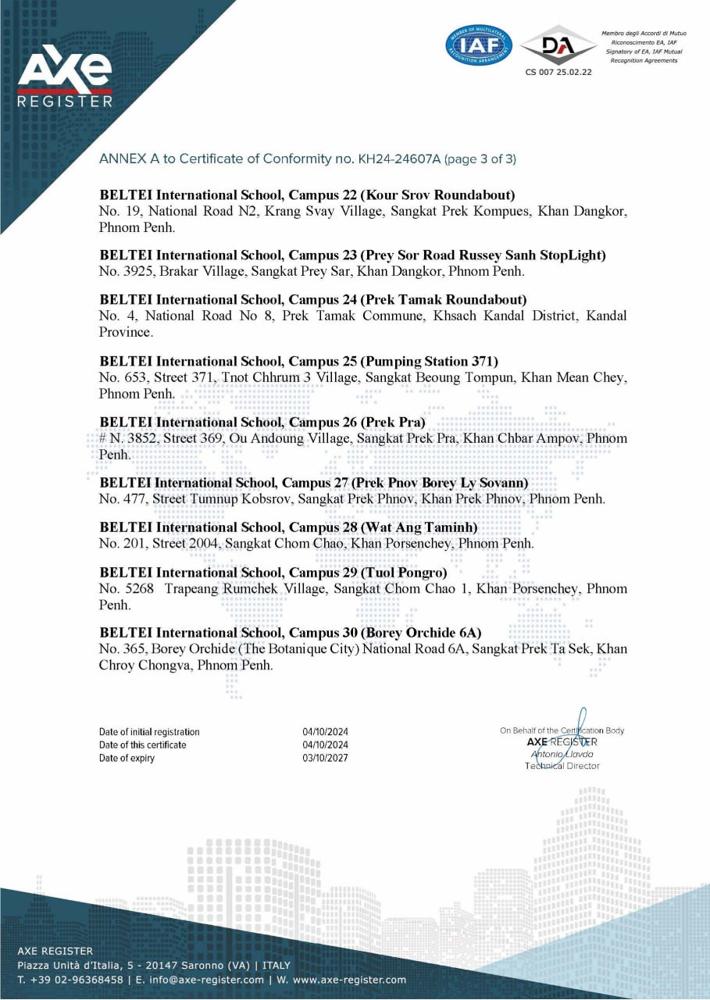 AXe
REGISTER
MEMBER OF MULTILATERAL
IAF
RECOGNITION ARRANGEMENT
DA
CS 007 25.02.22
Membro degli Accordi di Mutuo
Riconoscimento EA, IAF
Signatory of EA, IAF Mutual
Recognition Agreements
ANNEX A to Certificate of Conformity no. KH24-24607A (page 3 of 3)
BELTEI International School, Campus 22 (Kour Srov Roundabout)
No. 19, National Road N2, Krang Svay Village, Sangkat Prek Kompues, Khan Dangkor,
Phnom Penh.
BELTEI International School, Campus 23 (Prey Sor Road Russey Sanh StopLight)
No. 3925, Brakar Village, Sangkat Prey Sar, Khan Dangkor, Phnom Penh.
BELTEI International School, Campus 24 (Prek Tamak Roundabout)
No. 4, National Road No 8, Prek Tamak Commune, Khsach Kandal District, Kandal
Province.
BELTEI International School, Campus 25 (Pumping Station 371)
No. 653, Street 371, Tnot Chhrum 3 Village, Sangkat Beoung Tompun, Khan Mean Chey,
Phnom Penh.
BELTEI International School, Campus 26 (Prek Pra)
# N. 3852, Street 369, Ou Andoung Village, Sangkat Prek Pra, Khan Chbar Ampov, Phnom
Penh.
BELTEI International School, Campus 27 (Prek Pnov Borey Ly Sovann)
No. 477, Street Tumnup Kobsrov, Sangkat Prek Phnov, Khan Prek Phnov, Phnom Penh.
BELTEI International School, Campus 28 (Wat Ang Taminh)
No. 201, Street 2004, Sangkat Chom Chao, Khan Porsenchey, Phnom Penh.
BELTEI International School, Campus 29 (Tuol Pongro)
No. 5268 Trapeang Rumchek Village, Sangkat Chom Chao 1, Khan Porsenchey, Phnom
Penh.
BELTEI International School, Campus 30 (Borey Orchide 6A)
No. 365, Borey Orchide (The Botanique City) National Road 6A, Sangkat Prek Ta Sek, Khan
Chroy Chongva, Phnom Penh.
Date of initial registration 04/10/2024
Date of this certificate 04/10/2024
Date of expiry 03/10/2027
On Behalf of the Certification Body
AXE REGISTER
Antonio Llavda
Technical Director
AXE REGISTER
Piazza Unità d'Italia, 5 - 20147 Saronno (VA) | ITALY
T. +39 02-96368458 | E. info@axe-register.com | W. www.axe-register.com